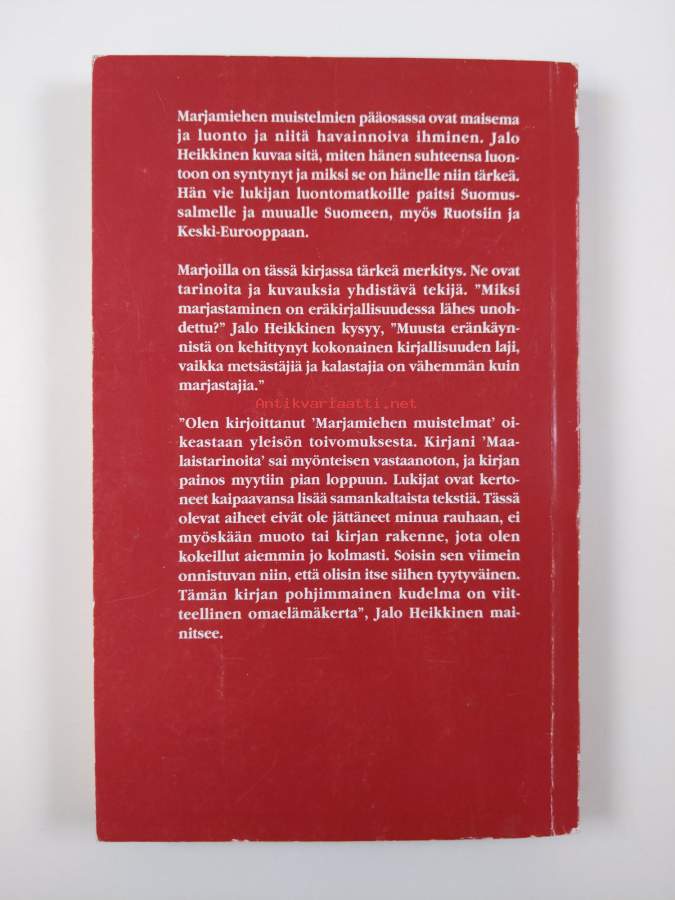 Marjamiehen muistelmien pääosassa ovat maisema
ja luonto ja niitä havainnoiva ihminen. Jalo
Heikkinen kuvaa sitä, miten hänen suhteensa luon-
toon on syntynyt ja miksi se on hänelle niin tärkeä.
Hän vie lukijan luontomatkoille paitsi Suomus-
salmelle ja muualle Suomeen, myös Ruotsiin ja
Keski-Eurooppaan.
Marjoilla on tässä kirjassa tärkeä merkitys. Ne ovat
tarinoita ja kuvauksia yhdistävä tekijä. ”Miksi
marjastaminen on eräkirjallisuudessa lähes unoh-
dettu?” Jalo Heikkinen kysyy, ”Muusta eränkäyn-
nistä on kehittynyt kokonainen kirjallisuuden laji,
vaikka metsästäjiä ja kalastajia on vähemmän kuin
marjastajia.”
Antikvariaatti.net
”Olen kirjoittanut ’Marjamiehen muistelmat’ oi-
keastaan yleisön toivomuksesta. Kirjani ’Maa-
laistarinoita’ sai myönteisen vastaanoton, ja kirjan
painos myytiin pian loppuun. Lukijat ovat kerto-
neet kaipaavansa lisää samankaltaista tekstiä. Tässä
olevat aiheet eivät ole jättäneet minua rauhaan, ei
myöskään muoto tai kirjan rakenne, jota olen
kokeillut aiemmin jo kolmasti. Soisin sen viimein
onnistuvan niin, että olisin itse siihen tyytyväinen.
Tämän kirjan pohjimmainen kudelma on viit-
teellinen omaelämäkerta”, Jalo Heikkinen mai-
nitsee.